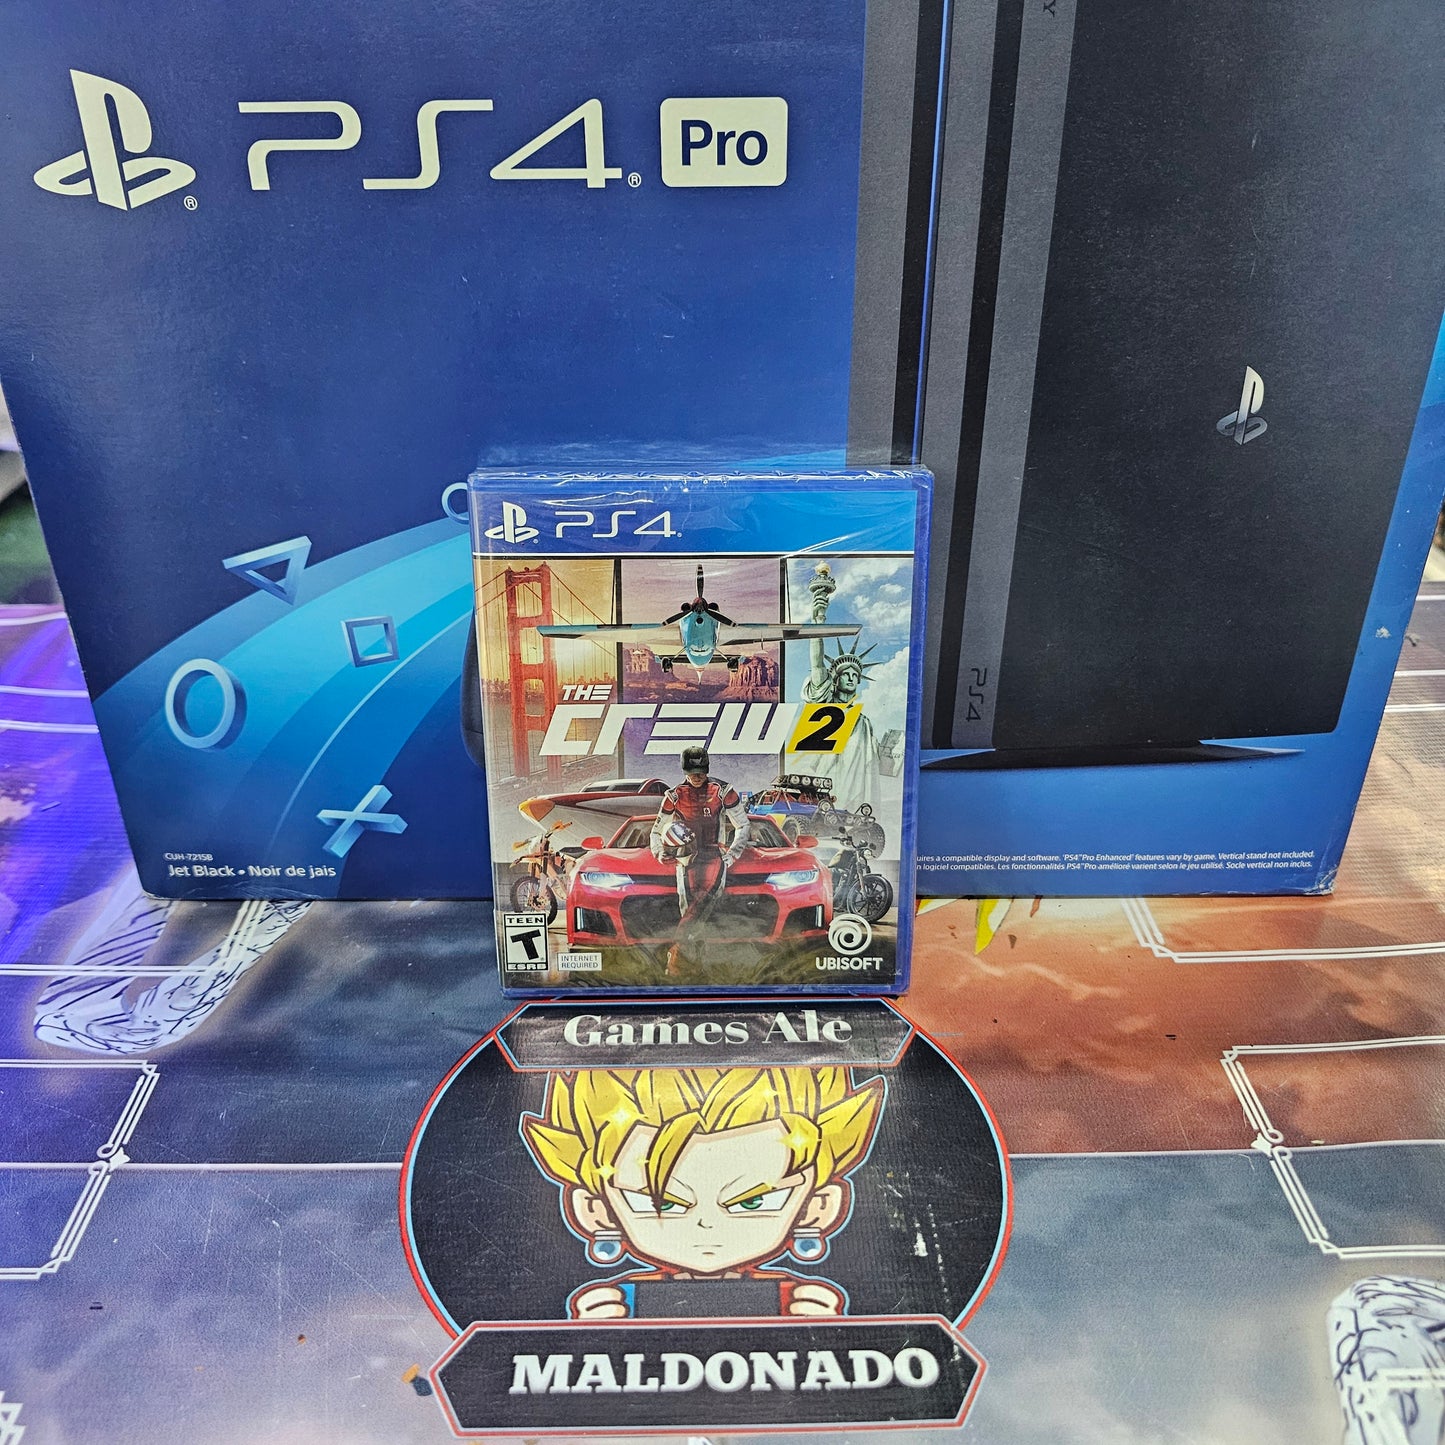 PS4® Pro
PS4
CUH-7215B
Jet Black • Noir de jais
uires a compatible display and software. 'PS4™Pro Enhanced' features vary by game. Vertical stand not included.
n logiciel compatibles. Les fonctionnalités PS4™Pro amélioré varient selon le jeu utilisé. Socle vertical non inclus.
PS4
THE
CREW 2
TEEN
T
ESRB
INTERNET
REQUIRED
UBISOFT
Games Ale
MALDONADO